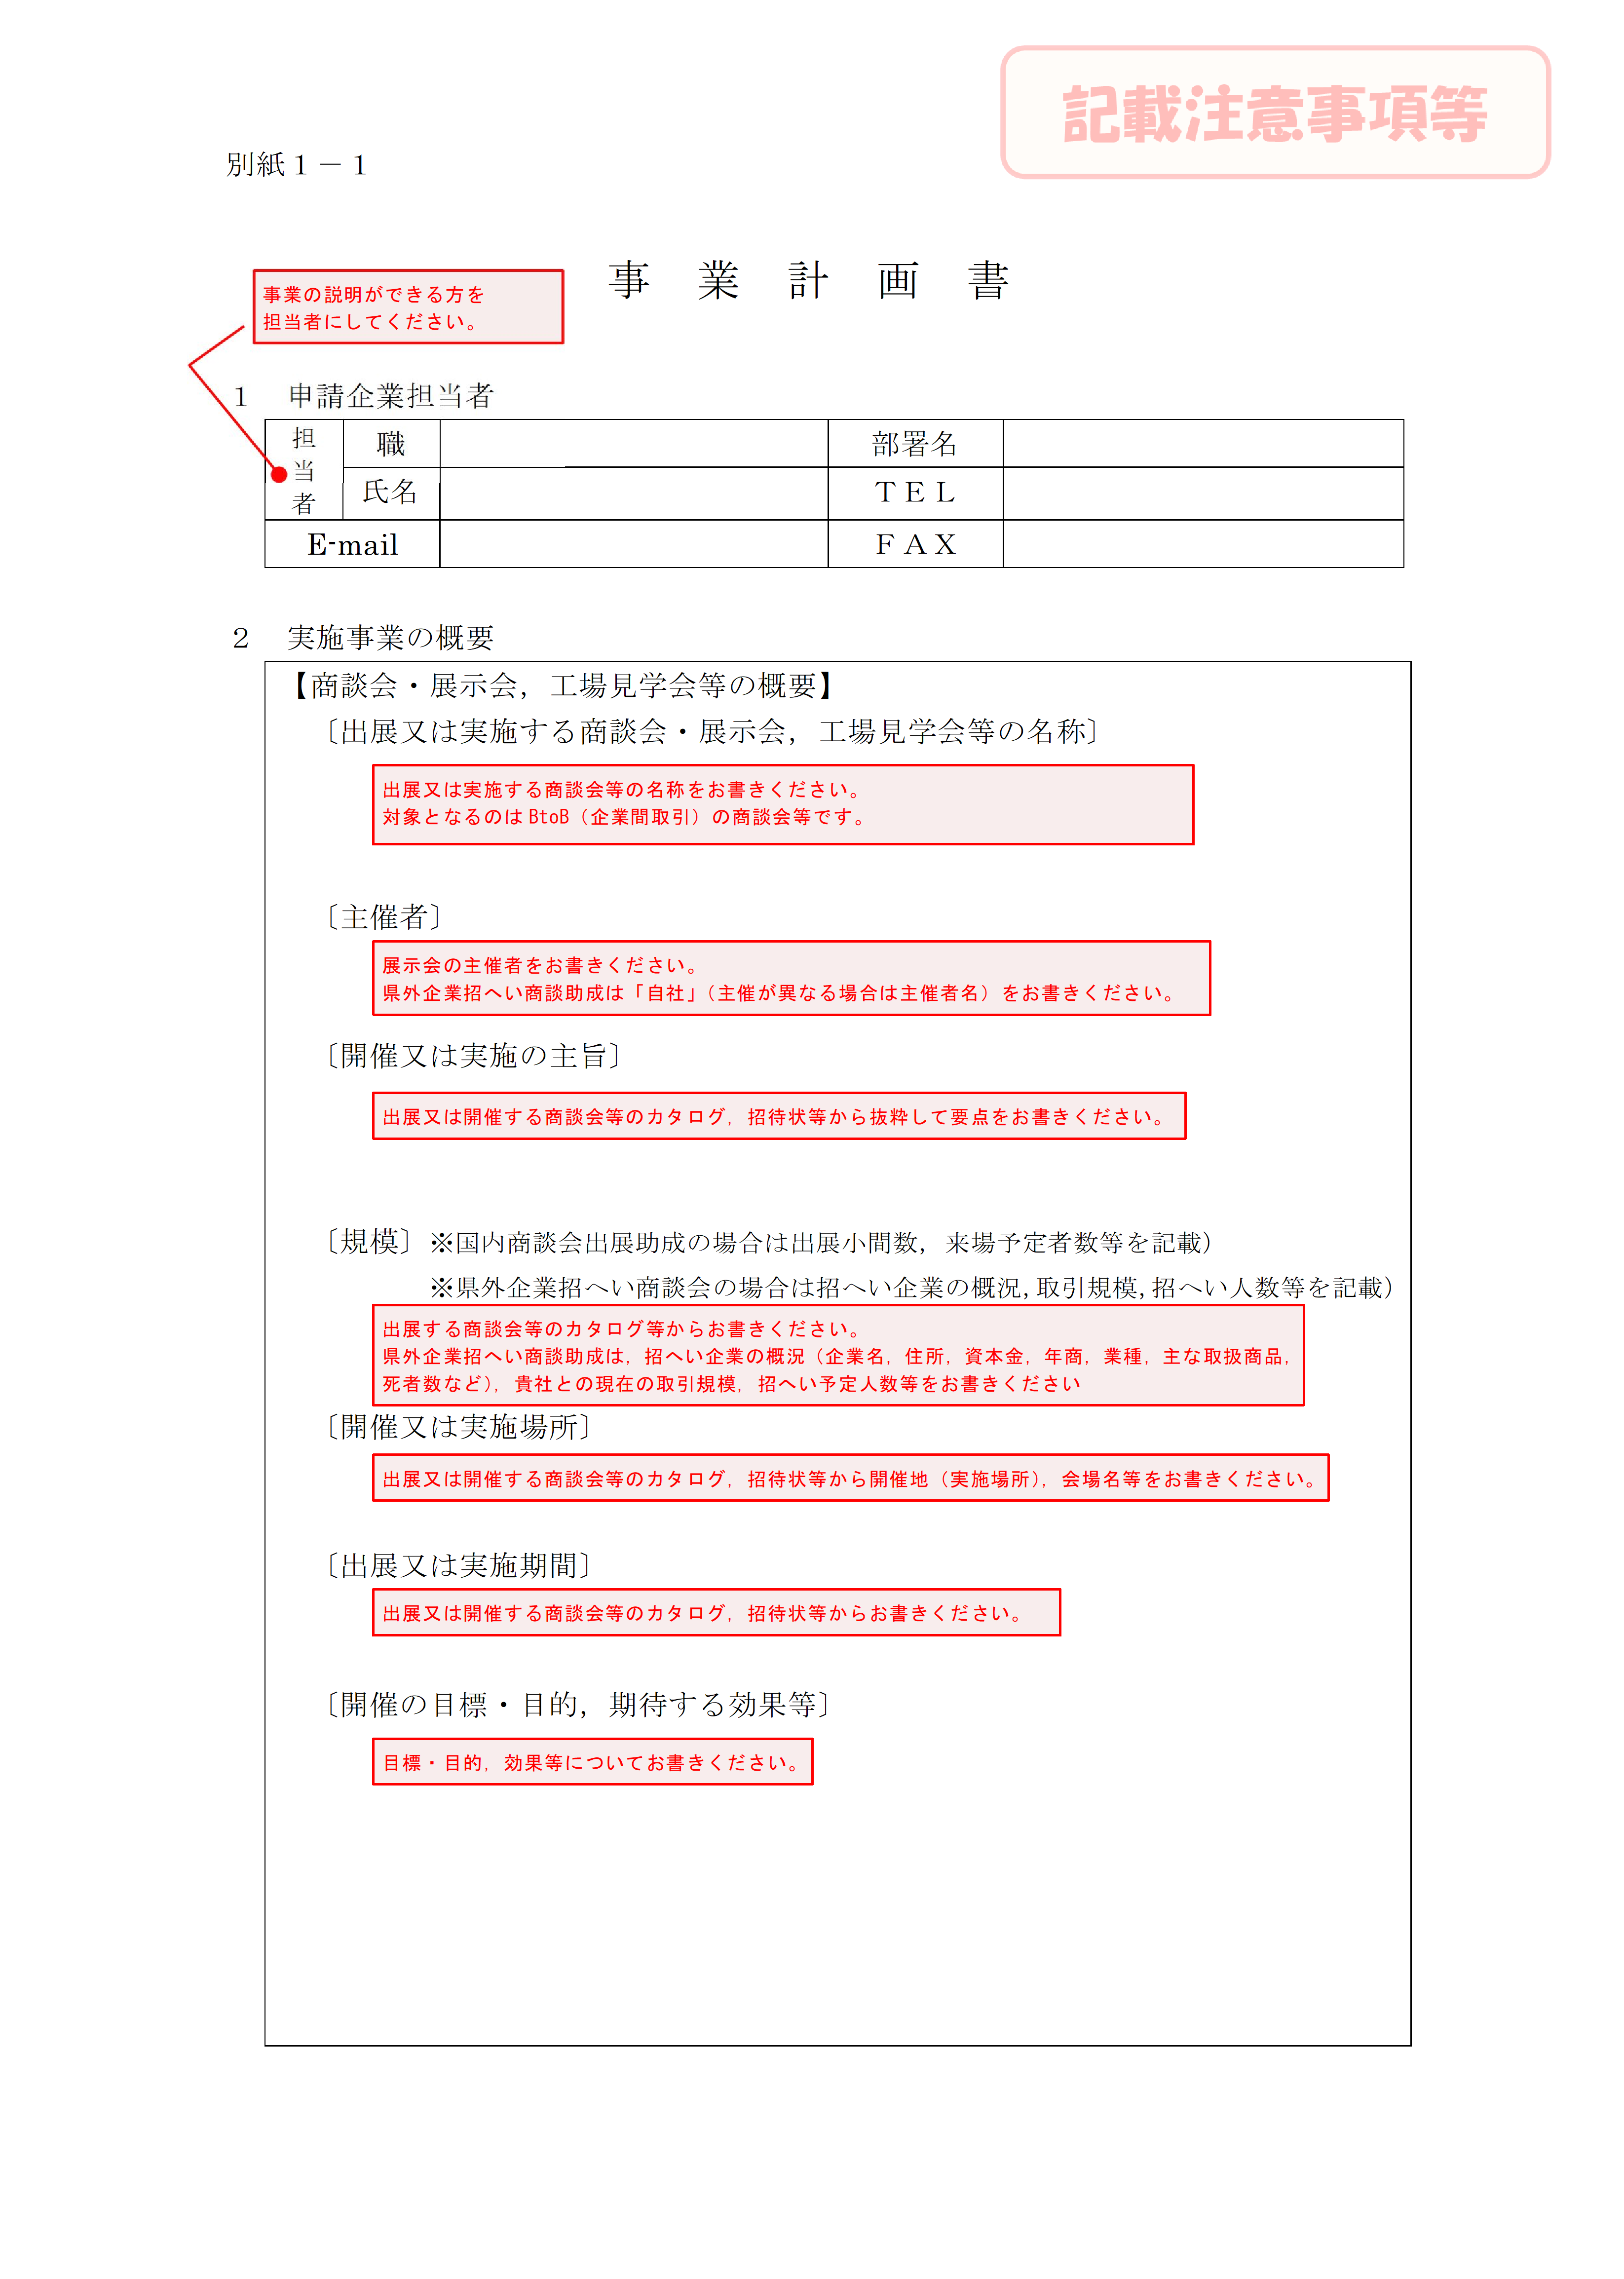 記載注意事項等
別紙１－１
事　業　計　画　書
事業の説明ができる方を
担当者にしてください。
１　申請企業担当者
担当者　職　部署名
氏名　ＴＥＬ
E-mail　ＦＡＸ
２　実施事業の概要
【商談会・展示会，工場見学会等の概要】
〔出展又は実施する商談会・展示会，工場見学会等の名称〕
出展又は実施する商談会等の名称をお書きください。
対象となるのは BtoB（企業間取引）の商談会等です。
〔主催者〕
展示会の主催者をお書きください。
県外企業招へい商談助成は「自社」（主催が異なる場合は主催者名）をお書きください。
〔開催又は実施の主旨〕
出展又は開催する商談会等のカタログ，招待状等から抜粋して要点をお書きください。
〔規模〕※国内商談会出展助成の場合は出展小間数，来場予定者数等を記載）
※県外企業招へい商談会の場合は招へい企業の概況，取引規模，招へい人数等を記載）
出展する商談会等のカタログ等からお書きください。
県外企業招へい商談助成は，招へい企業の概況（企業名，住所，資本金，年商，業種，主な取扱商品，
死者数など），貴社との現在の取引規模，招へい予定人数等をお書きください
〔開催又は実施場所〕
出展又は開催する商談会等のカタログ，招待状等から開催地（実施場所），会場名等をお書きください。
〔出展又は実施期間〕
出展又は開催する商談会等のカタログ，招待状等からお書きください。
〔開催の目標・目的，期待する効果等〕
目標・目的，効果等についてお書きください。